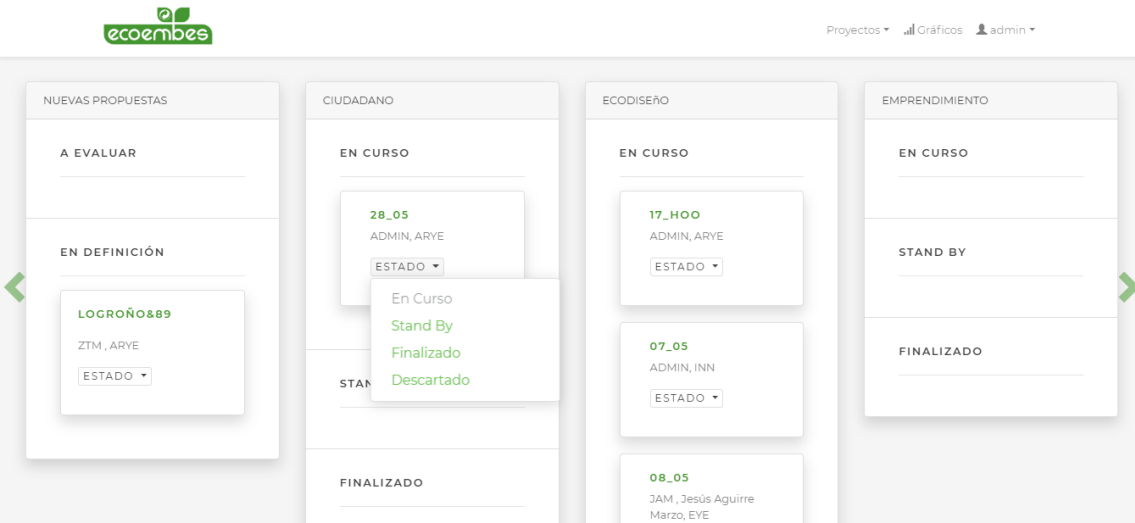 ecoembes
Proyectos
Gráficos
admin
NUEVAS PROPUESTAS
A EVALUAR
EN DEFINICIÓN
LOGROÑO&89
ZTM , ARYE
ESTADO
CIUDADANO
EN CURSO
28_05
ADMIN, ARYE
ESTADO
En Curso
Stand By
Finalizado
Descartado
STAN
FINALIZADO
ECODISEñO
EN CURSO
17_HOO
ADMIN, ARYE
ESTADO
07_05
ADMIN, INN
ESTADO
08_05
JAM , Jesús Aguirre
Marzo, EYE
EMPRENDIMIENTO
EN CURSO
STAND BY
FINALIZADO